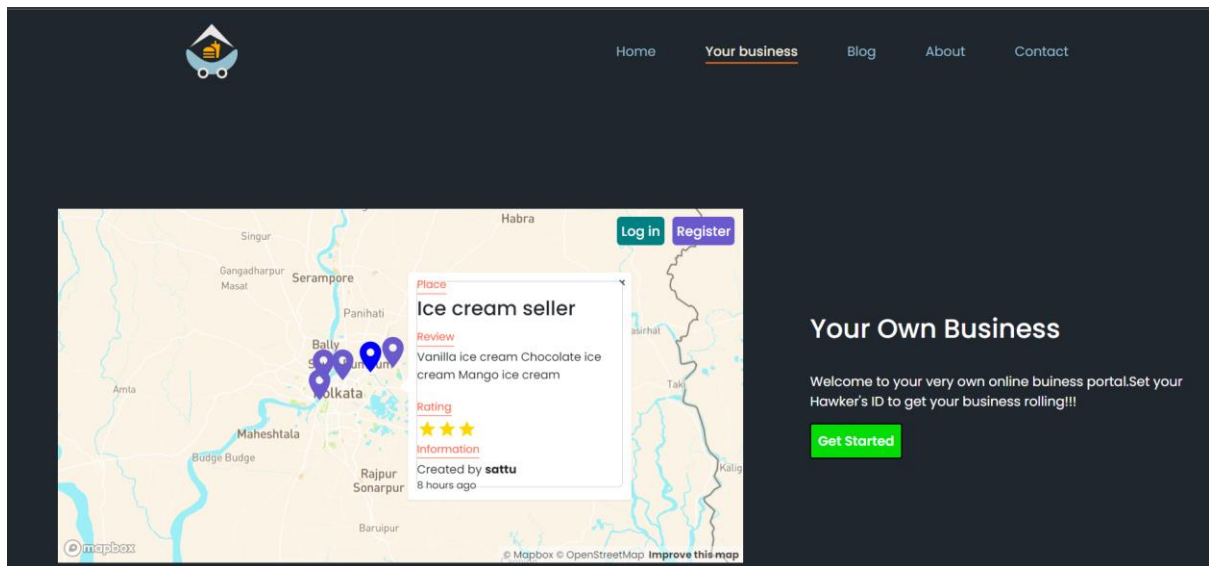 Home Your business Blog About Contact
Habra
Log in Register
Singur
Gangadharpur
Masat
Serampore
Place
Ice cream seller
Panihati
Review
Bally
Vanilla ice cream Chocolate ice
cream Mango ice cream
Kolkata
Amta
Taki
Rating
Maheshtala
Information
Budge Budge
Created by sattu
8 hours ago
Rajpur
Sonarpur
Kalig
Baruipur
mapbox
© Mapbox © OpenStreetMap Improve this map
Your Own Business
Welcome to your very own online buiness portal.Set your
Hawker's ID to get your business rolling!!!
Get Started